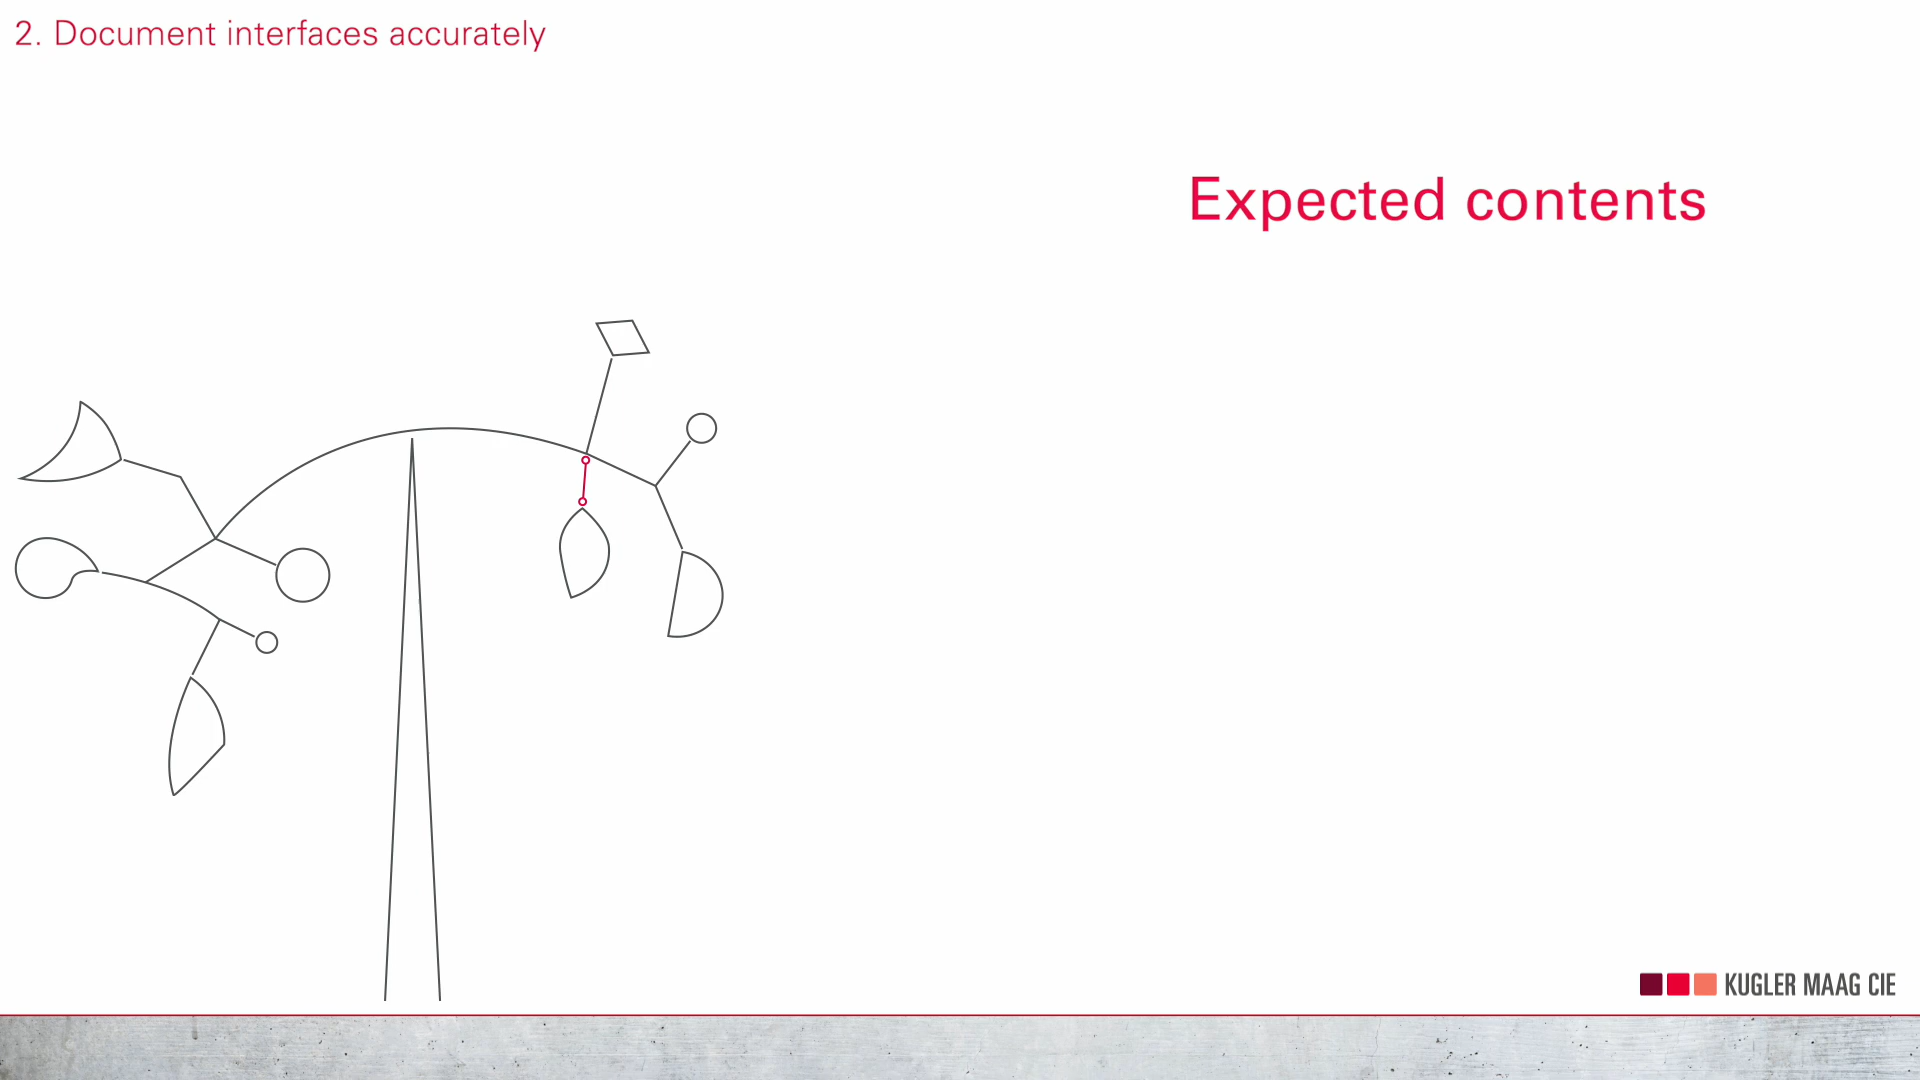 2. Document interfaces accurately
Expected contents
KUGLER MAAG CIE